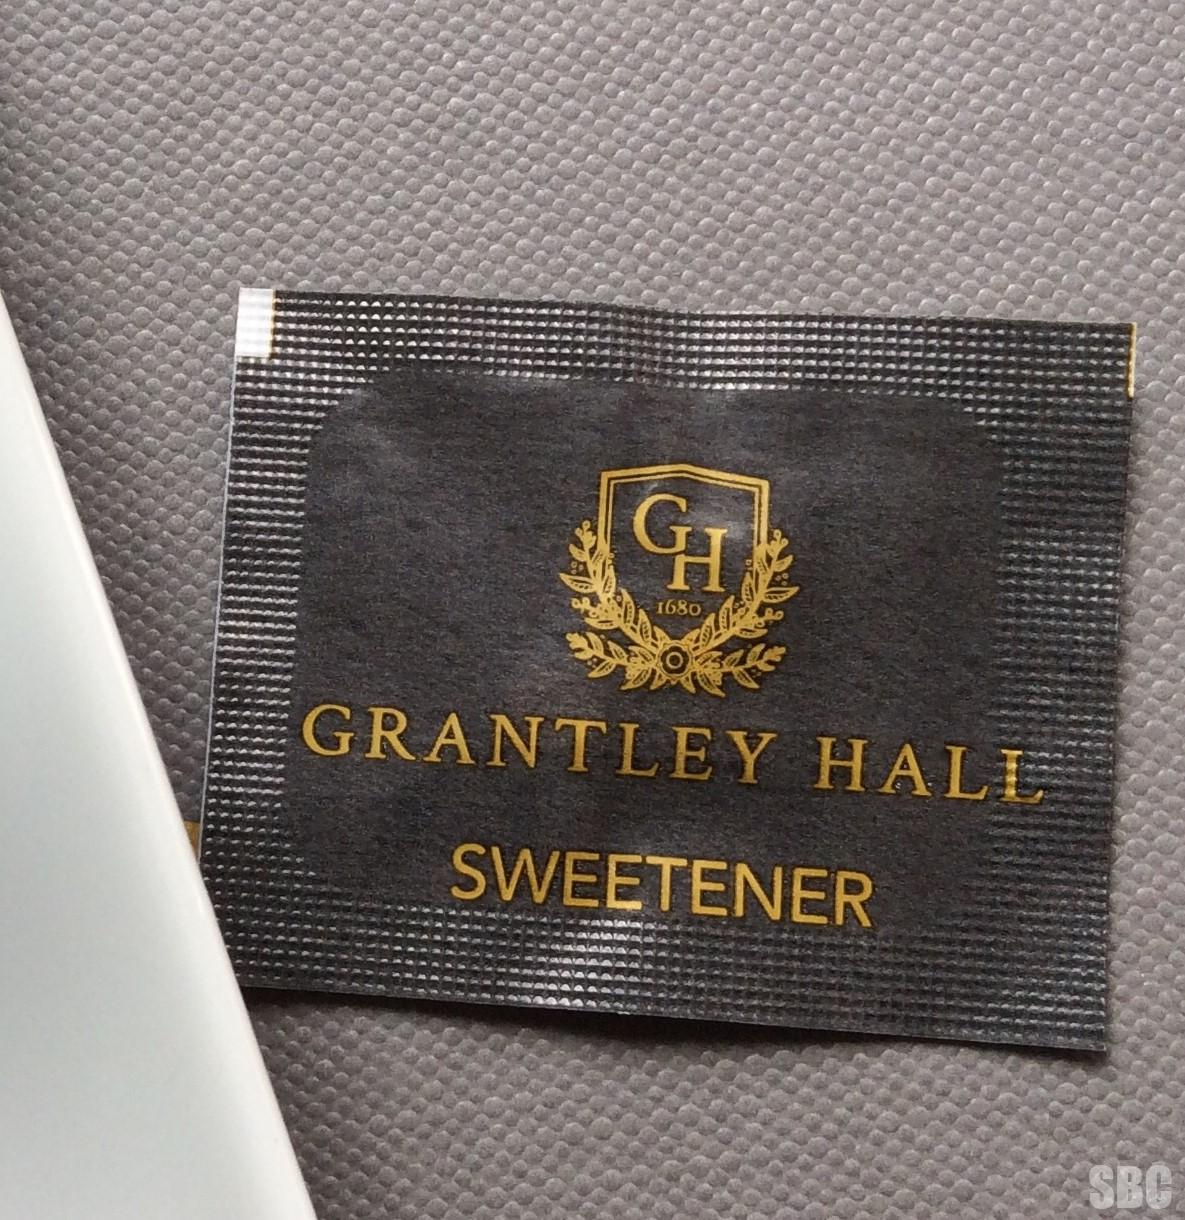 GH
1680
GRANTLEY HALL
SWEETENER
SBC